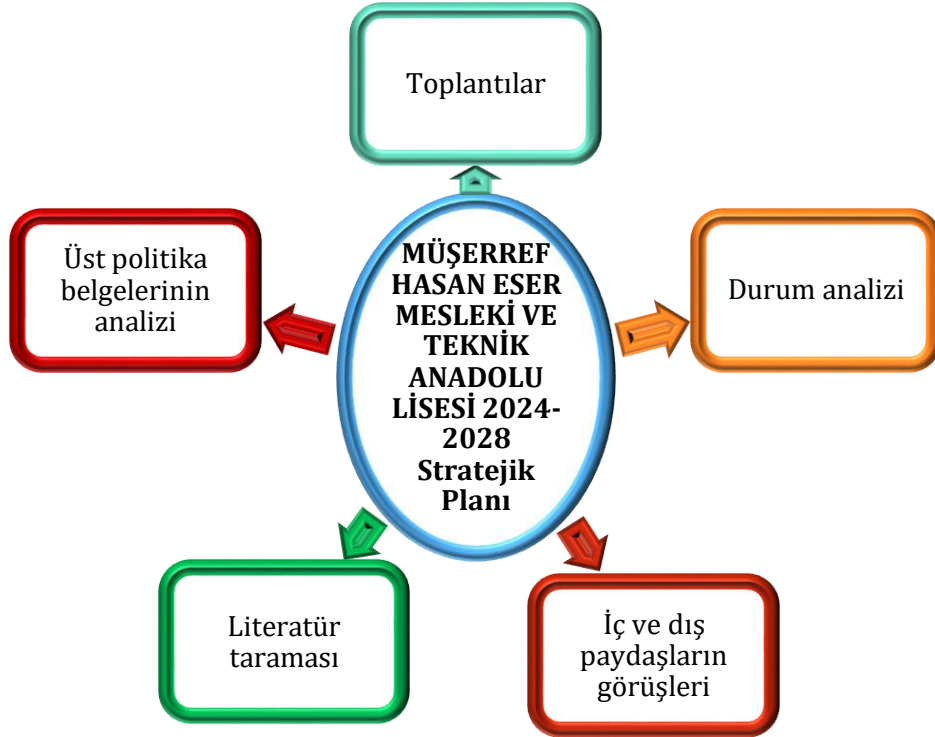 Toplantılar
Üst politika
belgelerinin
analizi
MÜŞERREF
HASAN ESER
MESLEKİ VE
TEKNİK
ANADOLU
LİSESİ 2024-
2028
Stratejik
Planı
Durum analizi
Literatür
taraması
İç ve dış
paydaşların
görüşleri